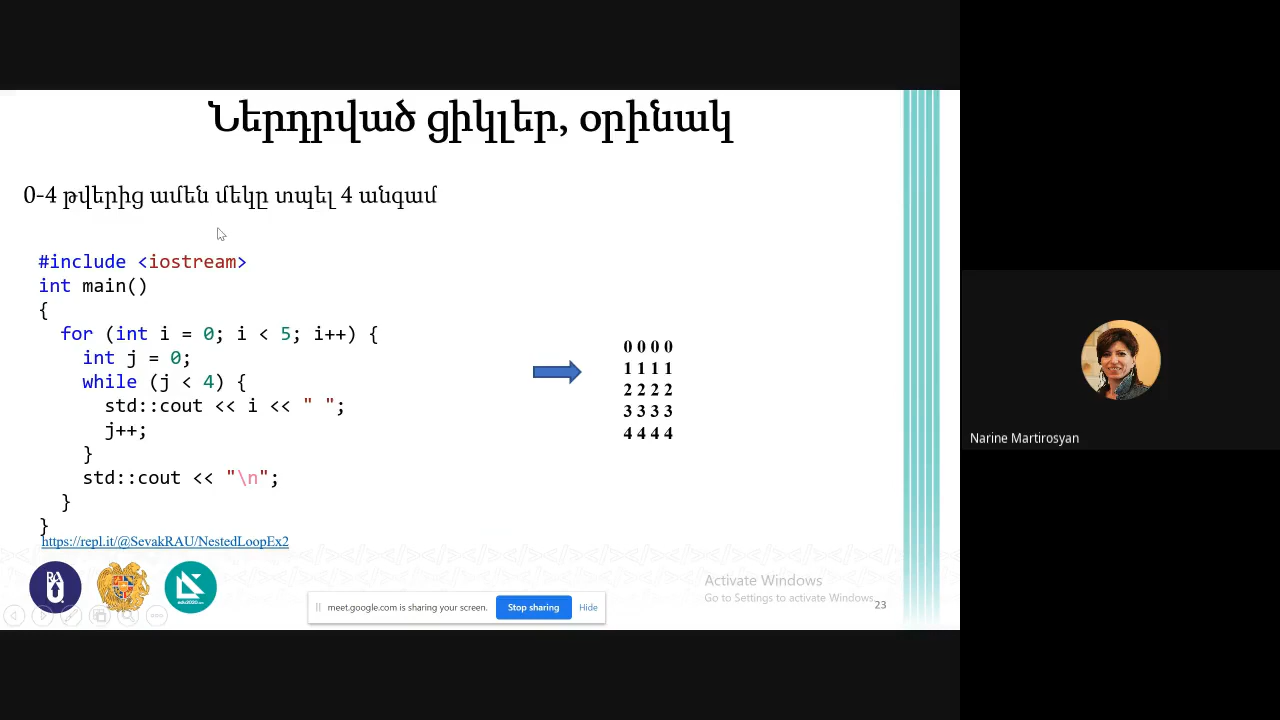 Ներդրված ցիկլեր, օրինակ
0-4 թվերից ամեն մեկը տպել 4 անգամ
#include <iostream>
int main()
{
for (int i = 0; i < 5; i++) {
int j = 0;
while (j < 4) {
std::cout << i << " ";
j++;
}
std::cout << "\n";
}
}
https://repl.it/@SevakRAU/NestedLoopEx2
0 0 0 0
1 1 1 1
2 2 2 2
3 3 3 3
4 4 4 4
Activate Windows
Go to Settings to activate Windows.
23
meet.google.com is sharing your screen.
Stop sharing
Hide
Narine Martirosyan